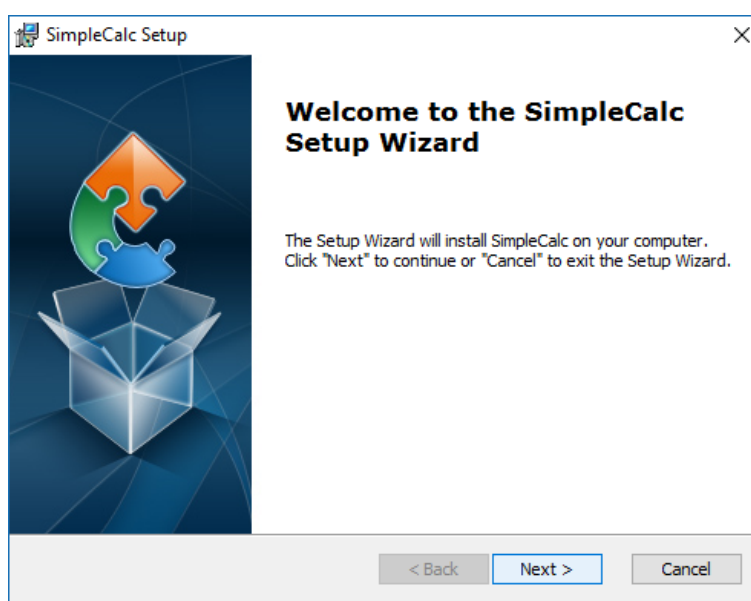 SimpleCalc Setup
Welcome to the SimpleCalc
Setup Wizard
The Setup Wizard will install SimpleCalc on your computer.
Click "Next" to continue or "Cancel" to exit the Setup Wizard.
< Back
Next >
Cancel